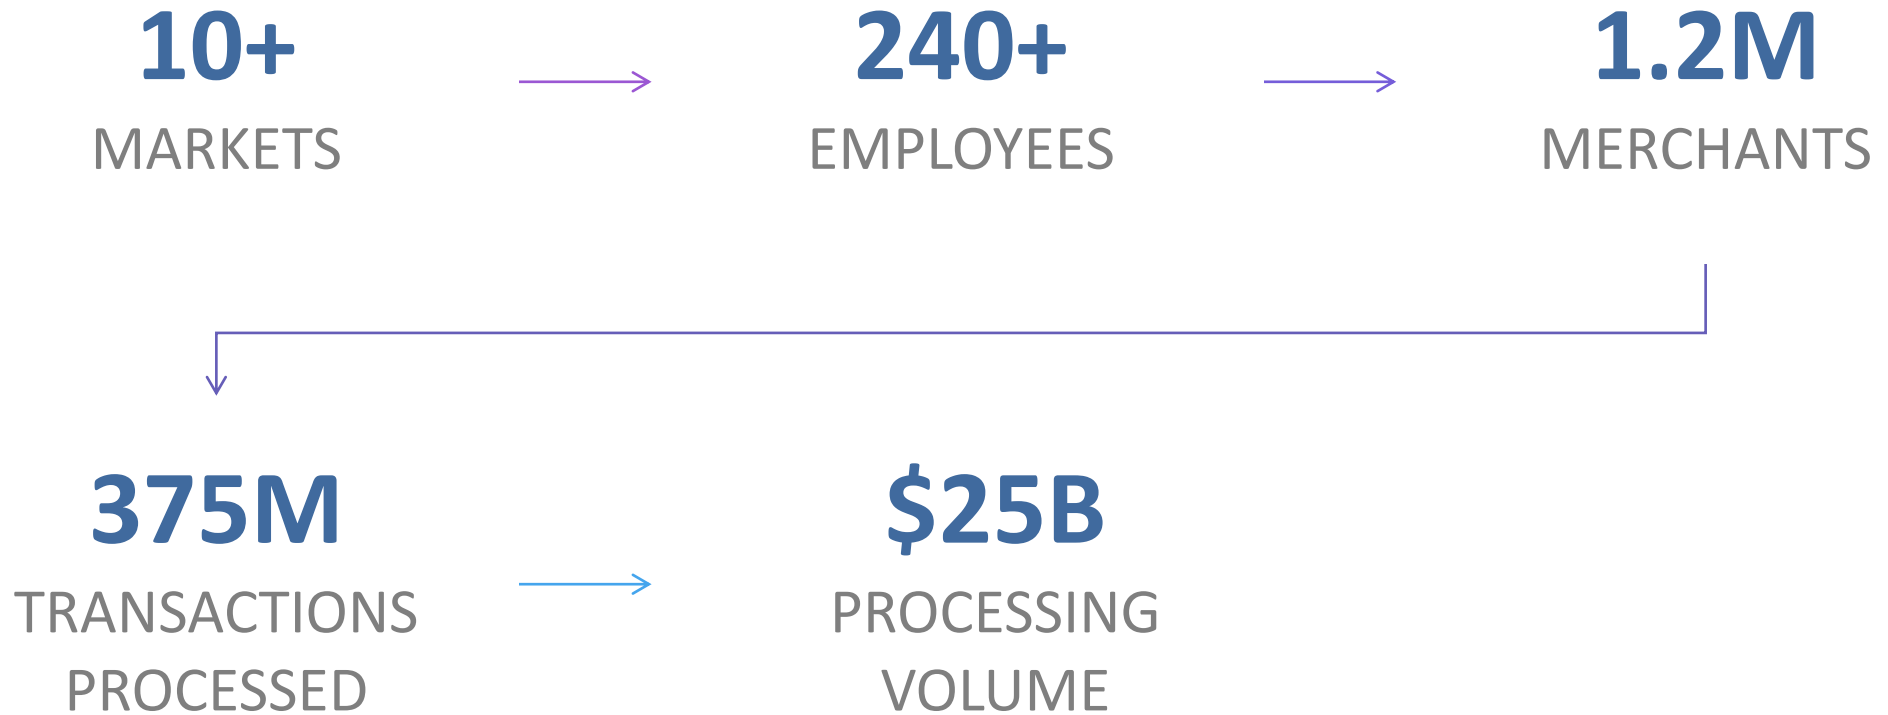 10+
MARKETS
240+
EMPLOYEES
1.2M
MERCHANTS
375M
TRANSACTIONS
PROCESSED
$25B
PROCESSING
VOLUME